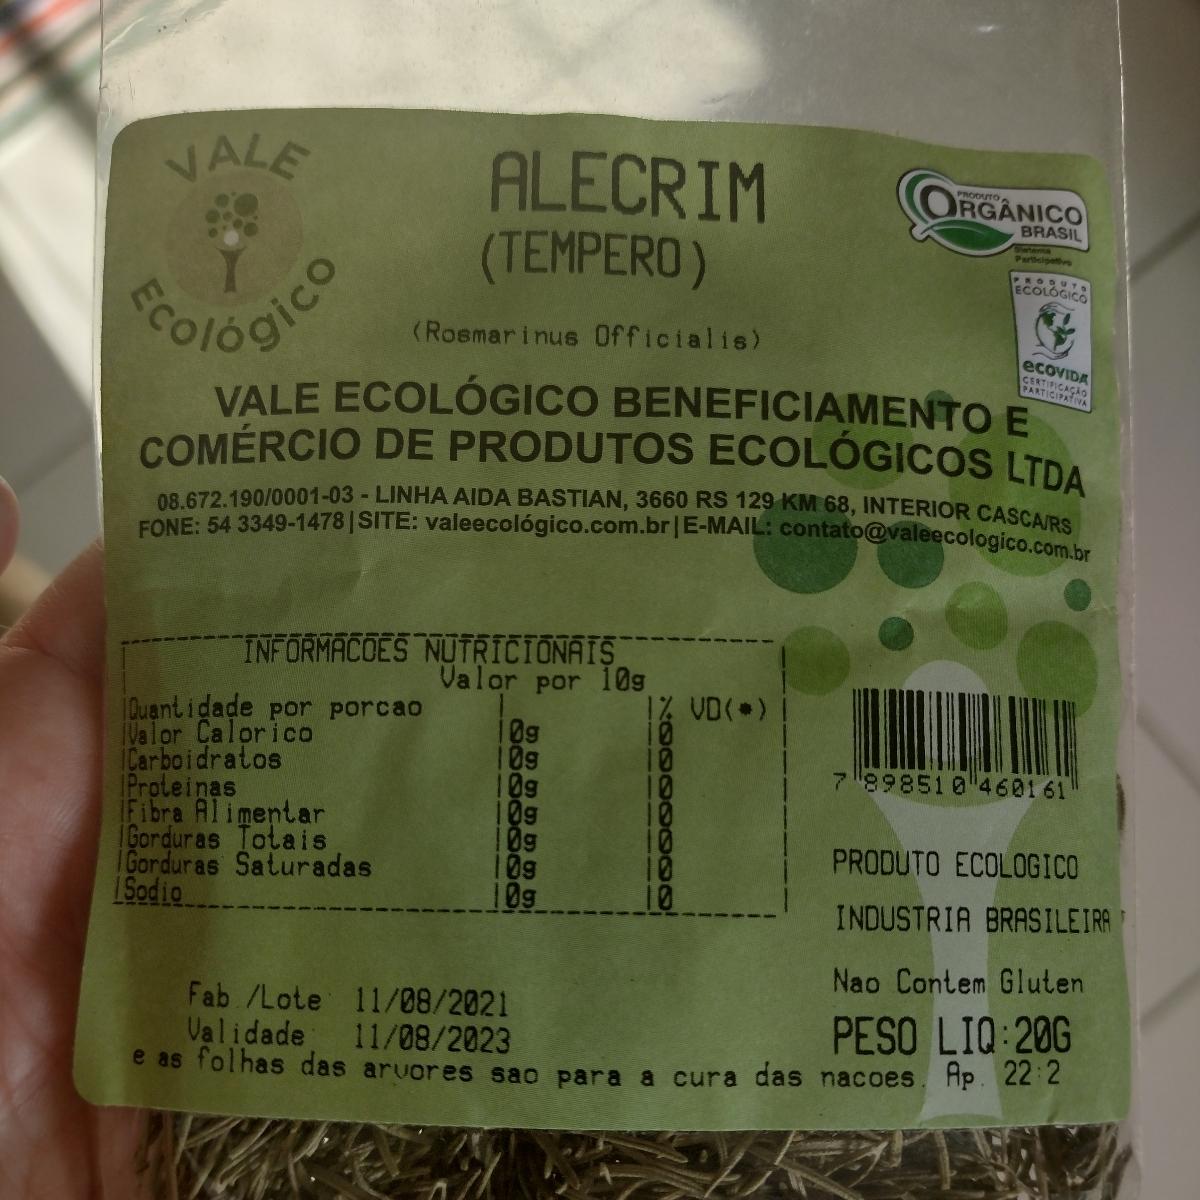 VALE
Ecológico
ALECRIM
(TEMPERO)
(Rosmarinus Officialis)
PRODUTO
ORGÂNICO
BRASIL
Sistema
Participativo
PRODUTO
ECOLÓGICO
ecovida
CERTIFICAÇÃO
PARTICIPATIVA
VALE ECOLÓGICO BENEFICIAMENTO E
COMÉRCIO DE PRODUTOS ECOLÓGICOS LTDA
08.672.190/0001-03 - LINHA AIDA BASTIAN, 3660 RS 129 KM 68, INTERIOR CASCA/RS
FONE: 54 3349-1478|SITE: valeecológico.com.br|E-MAIL: contato@valeecologico.com.br
INFORMACOES NUTRICIONAIS
Valor por 10g
Quantidade por porcao % VD(*)
Valor Calorico 0g 0
Carboidratos 0g 0
Proteinas 0g 0
Fibra Alimentar 0g 0
Gorduras Totais 0g 0
Gorduras Saturadas 0g 0
Sodio 0g 0
7 898510 460161
PRODUTO ECOLOGICO
INDUSTRIA BRASILEIRA
Nao Contem Gluten
PESO LIQ:20G
Fab./Lote: 11/08/2021
Validade: 11/08/2023
e as folhas das arvores sao para a cura das nacoes. Ap. 22:2